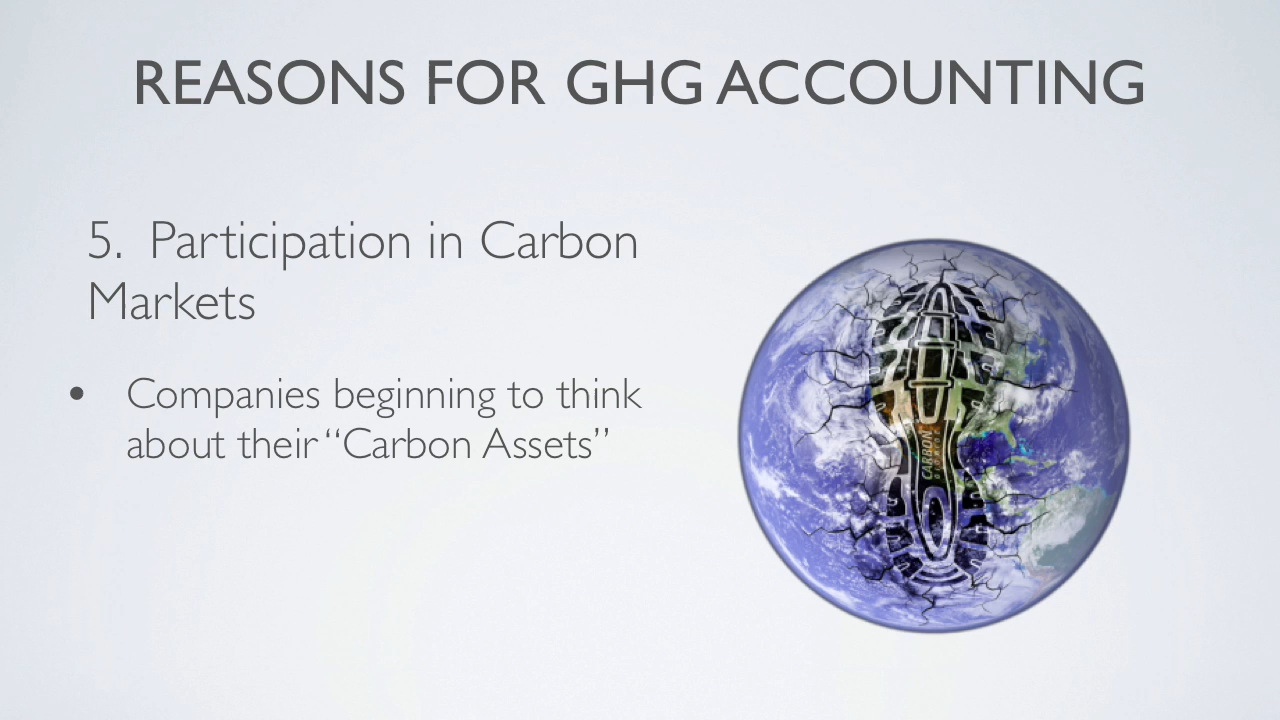 REASONS FOR GHG ACCOUNTING
5. Participation in Carbon
Markets
• Companies beginning to think
about their “Carbon Assets”
CARBON